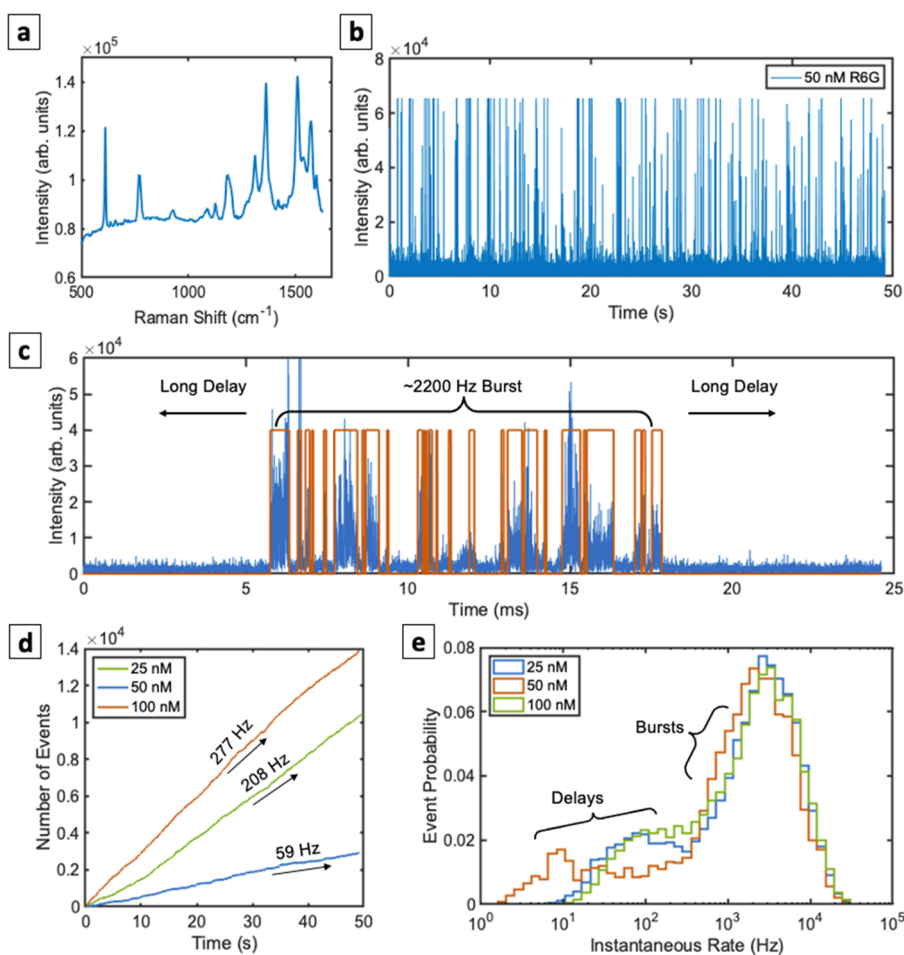 a
×10^5
1.4
1.2
1
0.8
0.6
Intensity (arb. units)
500
1000
1500
Raman Shift (cm^-1)
b
×10^4
8
6
4
2
0
Intensity (arb. units)
50 nM R6G
0
10
20
30
40
50
Time (s)
c
×10^4
6
5
4
3
2
1
0
Intensity (arb. units)
Long Delay
~2200 Hz Burst
Long Delay
0
5
10
15
20
25
Time (ms)
d
×10^4
1.4
1.2
1
0.8
0.6
0.4
0.2
0
Number of Events
25 nM
50 nM
100 nM
277 Hz
208 Hz
59 Hz
0
10
20
30
40
50
Time (s)
e
0.08
0.06
0.04
0.02
0
Event Probability
25 nM
50 nM
100 nM
Bursts
Delays
10^0
10^1
10^2
10^3
10^4
10^5
Instantaneous Rate (Hz)